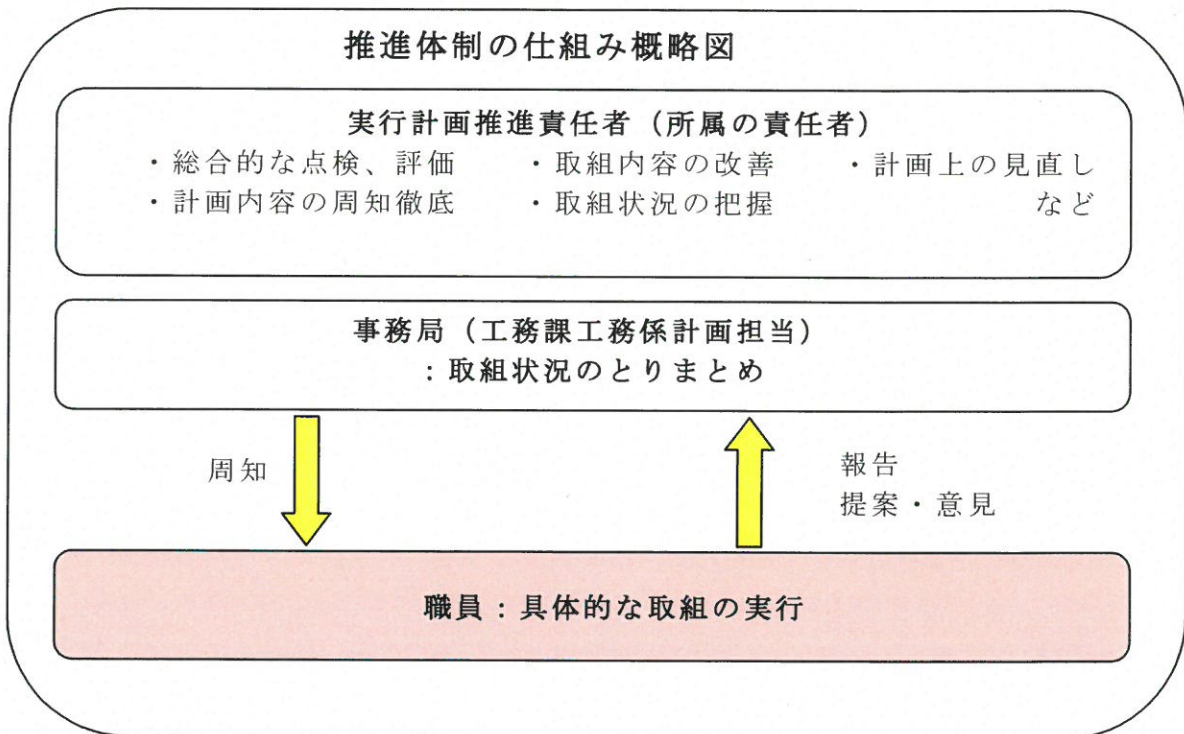 推進体制の仕組み概略図
実行計画推進責任者（所属の責任者）
・総合的な点検、評価　・取組内容の改善　・計画上の見直し
・計画内容の周知徹底　・取組状況の把握　など
事務局（工務課工務係計画担当）
：取組状況のとりまとめ
周知
報告
提案・意見
職員：具体的な取組の実行